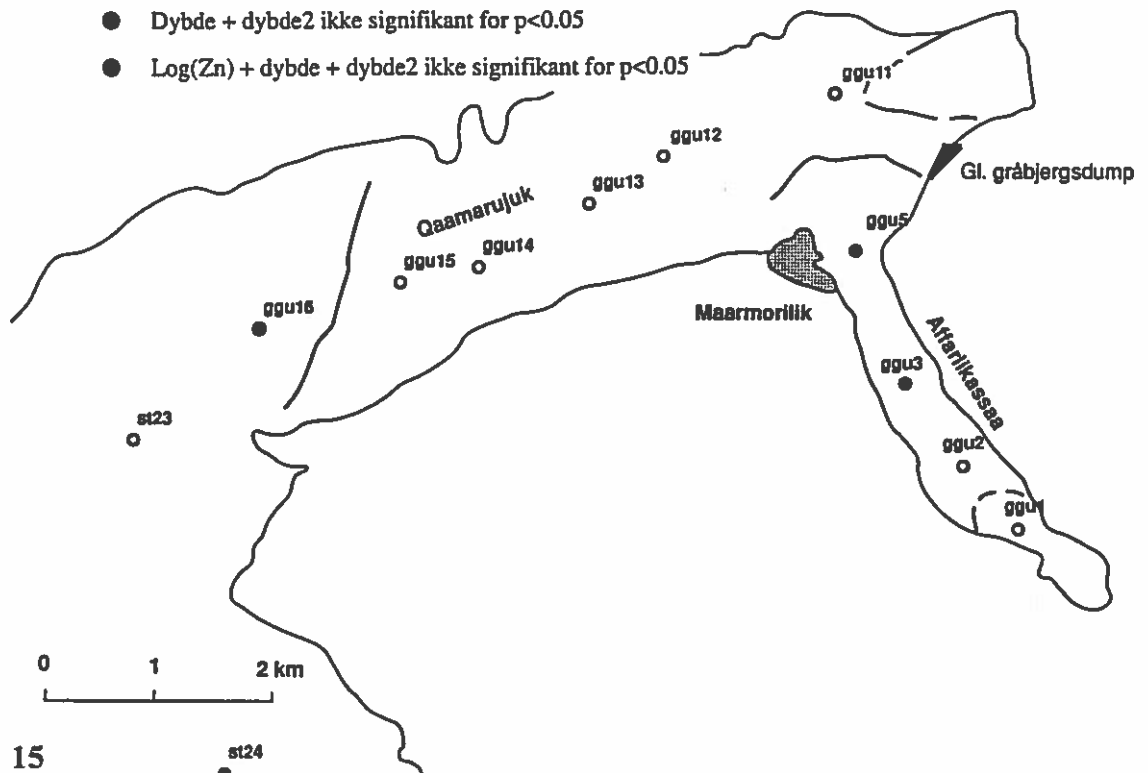 Dybde + dybde2 ikke signifikant for p<0.05
Log(Zn) + dybde + dybde2 ikke signifikant for p<0.05
ggu11
ggu12
Gl. gråbjergsdump
ggu13
Qaamarujuk
ggu5
ggu14
ggu15
Maarmorilik
ggu16
Affarlikassaa
ggu3
st23
ggu2
ggu1
0 1 2 km
15
st24